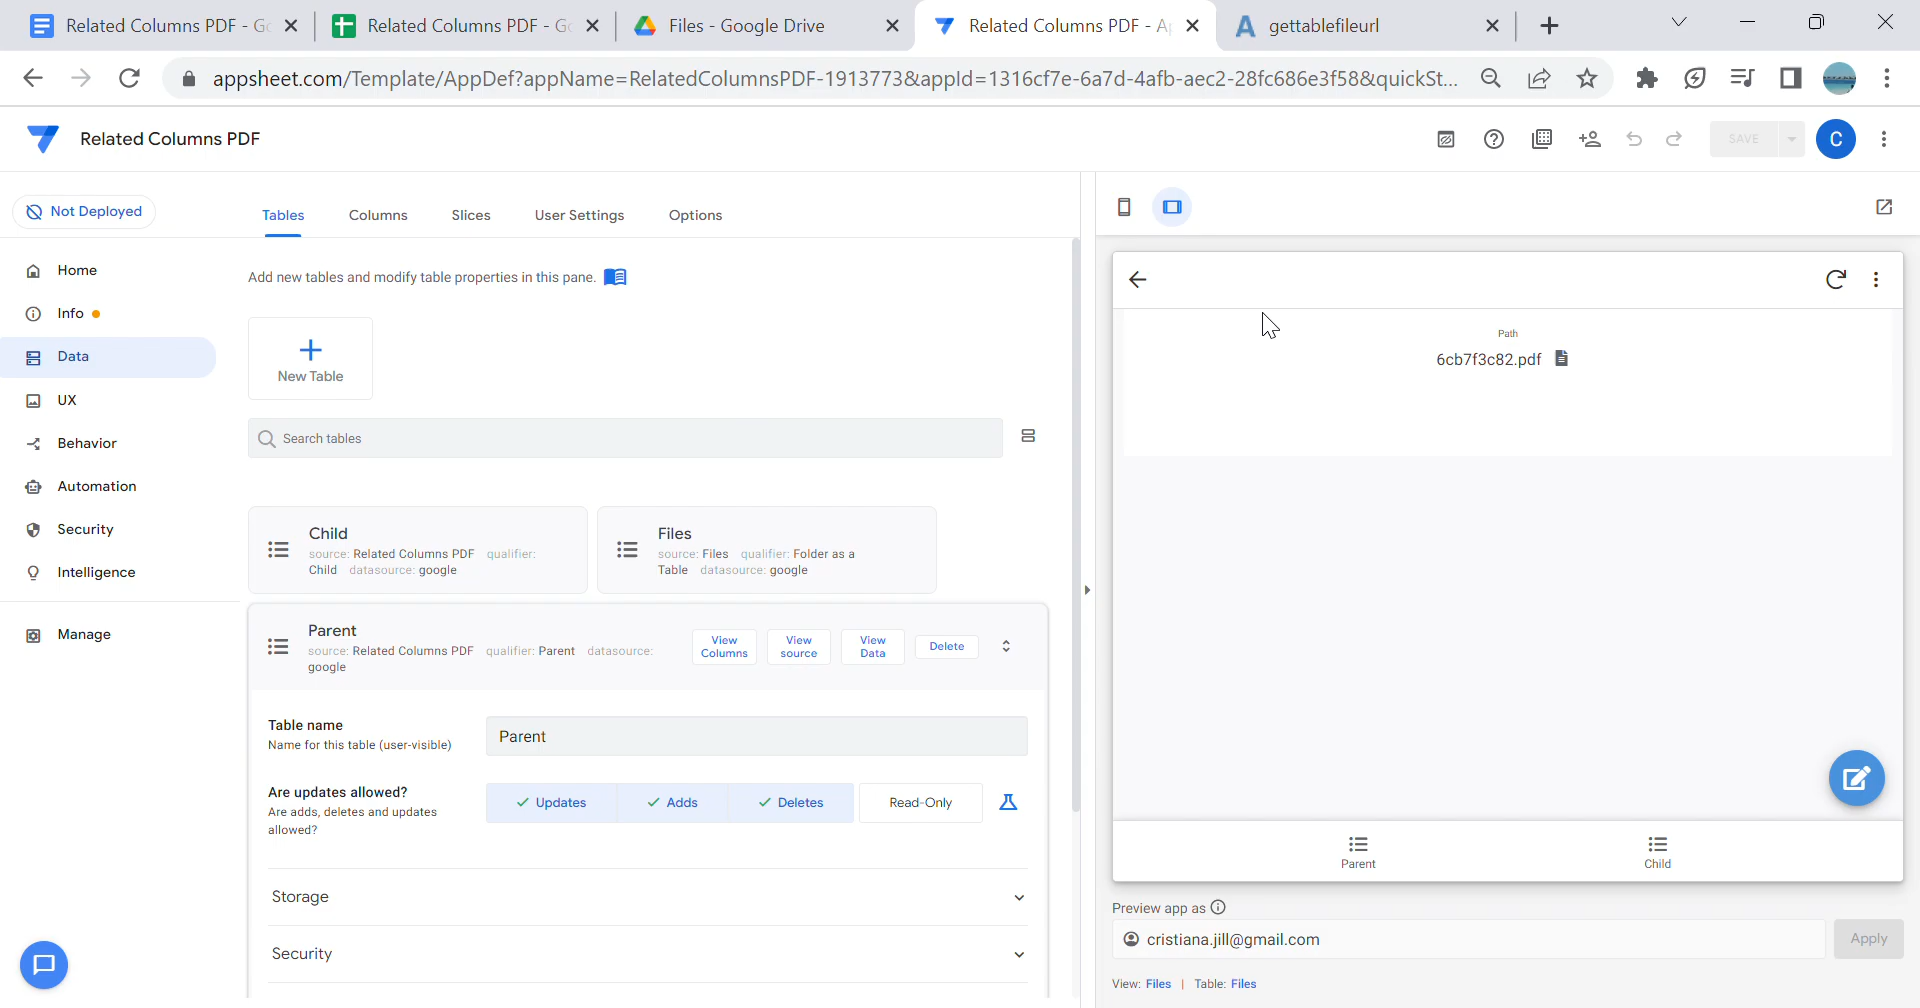 Related Columns PDF - Go
Related Columns PDF - Go
Files - Google Drive
Related Columns PDF - Ap
gettablefileurl
appsheet.com/Template/AppDef?appName=RelatedColumnsPDF-1913773&appId=1316cf7e-6a7d-4afb-aec2-28fc686e3f58&quickSt...
Related Columns PDF
SAVE
C
Not Deployed
Tables
Columns
Slices
User Settings
Options
Home
Info
Data
UX
Behavior
Automation
Security
Intelligence
Manage
Add new tables and modify table properties in this pane.
New Table
Search tables
Child
source: Related Columns PDF qualifier:
Child datasource: google
Files
source: Files qualifier: Folder as a
Table datasource: google
Parent
source: Related Columns PDF qualifier: Parent datasource:
google
View
Columns
View
source
View
Data
Delete
Table name
Name for this table (user-visible)
Parent
Are updates allowed?
Are adds, deletes and updates
allowed?
Updates
Adds
Deletes
Read-Only
Storage
Security
Path
6cb7f3c82.pdf
Parent
Child
Preview app as
cristiana.jill@gmail.com
Apply
View: Files | Table: Files